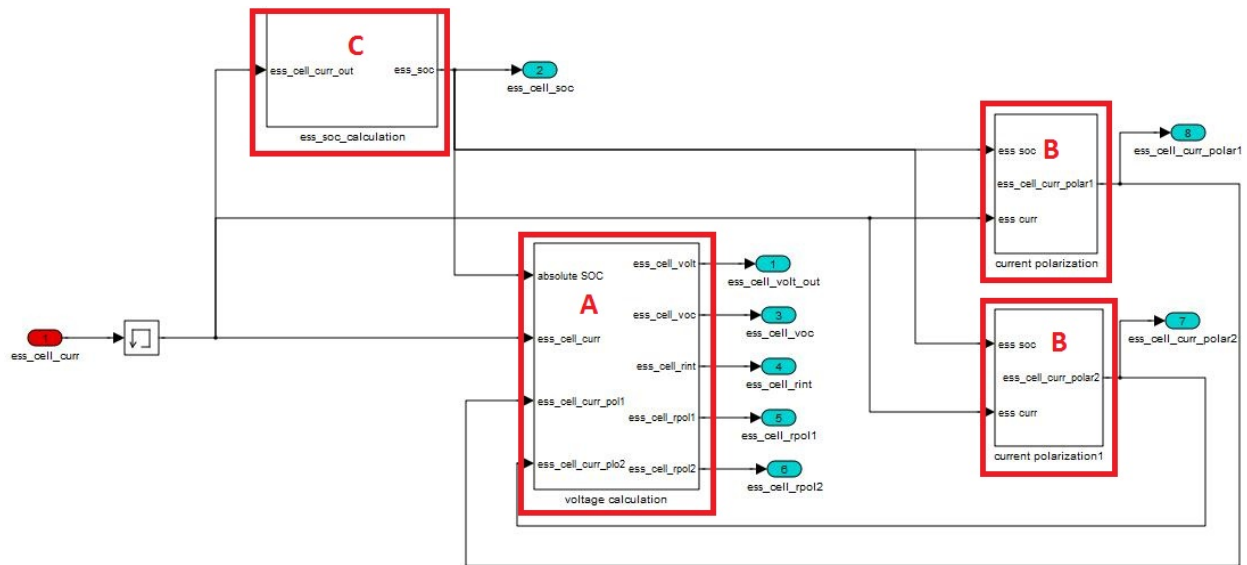 C
ess_cell_curr_out
ess_soc
ess_soc_calculation
2
ess_cell_soc
ess soc
B
ess_cell_curr_polar1
ess curr
current polarization
8
ess_cell_curr_polar1
absolute SOC
A
ess_cell_curr
ess_cell_curr_pol1
ess_cell_curr_plo2
ess_cell_volt
ess_cell_voc
ess_cell_rint
ess_cell_rpol1
ess_cell_rpol2
voltage calculation
1
ess_cell_volt_out
3
ess_cell_voc
4
ess_cell_rint
5
ess_cell_rpol1
6
ess_cell_rpol2
1
ess_cell_curr
ess soc
B
ess_cell_curr_polar2
ess curr
current polarization1
7
ess_cell_curr_polar2